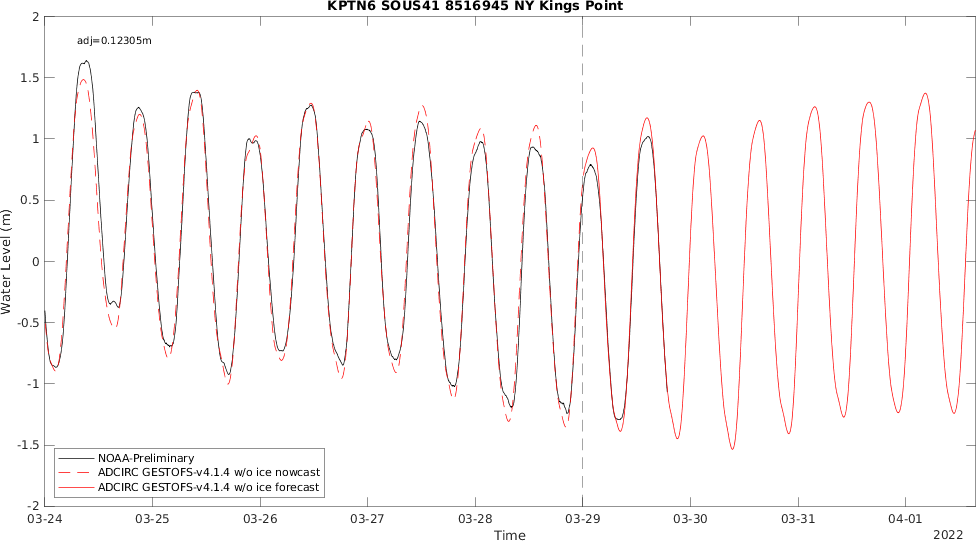 KPTN6 SOUS41 8516945 NY Kings Point
adj=0.12305m
2
1.5
1
0.5
0
-0.5
-1
-1.5
-2
Water Level (m)
NOAA-Preliminary
ADCIRC GESTOFS-v4.1.4 w/o ice nowcast
ADCIRC GESTOFS-v4.1.4 w/o ice forecast
03-24 03-25 03-26 03-27 03-28 03-29 03-30 03-31 04-01
Time
2022